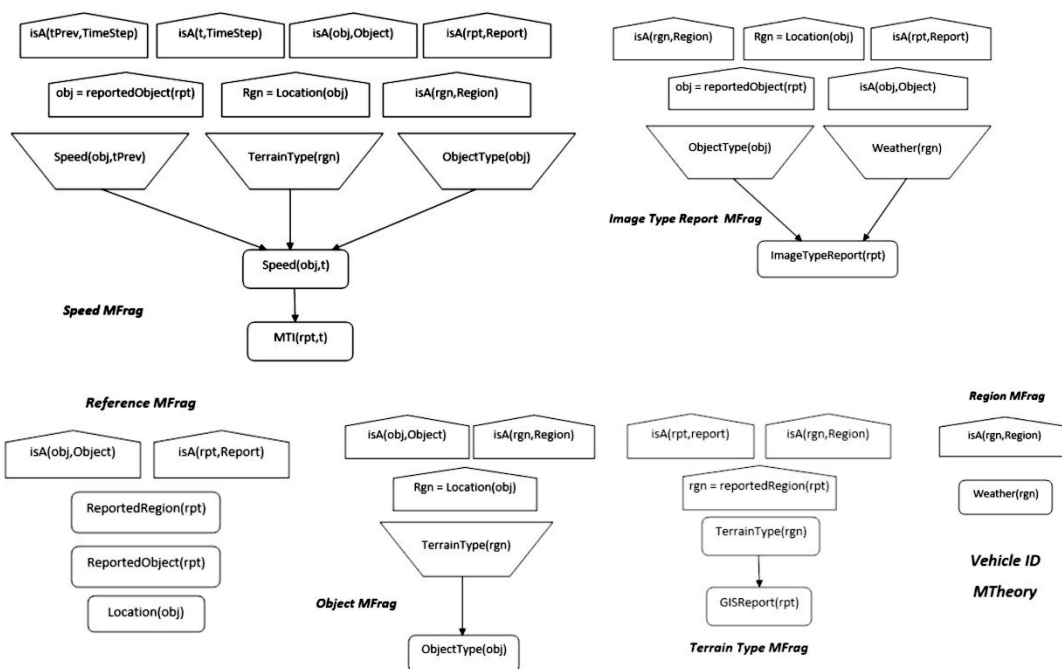 isA(tPrev,TimeStep)
isA(t,TimeStep)
isA(obj,Object)
isA(rpt,Report)
obj = reportedObject(rpt)
Rgn = Location(obj)
isA(rgn,Region)
Speed(obj,tPrev)
TerrainType(rgn)
ObjectType(obj)
Speed(obj,t)
Speed MFrag
MTI(rpt,t)
isA(rgn,Region)
Rgn = Location(obj)
isA(rpt,Report)
obj = reportedObject(rpt)
isA(obj,Object)
ObjectType(obj)
Weather(rgn)
Image Type Report MFrag
ImageTypeReport(rpt)
Reference MFrag
isA(obj,Object)
isA(rpt,Report)
ReportedRegion(rpt)
ReportedObject(rpt)
Location(obj)
isA(obj,Object)
isA(rgn,Region)
Rgn = Location(obj)
TerrainType(rgn)
Object MFrag
ObjectType(obj)
isA(rpt,report)
isA(rgn,Region)
rgn = reportedRegion(rpt)
TerrainType(rgn)
GISReport(rpt)
Terrain Type MFrag
Region MFrag
isA(rgn,Region)
Weather(rgn)
Vehicle ID
MTheory